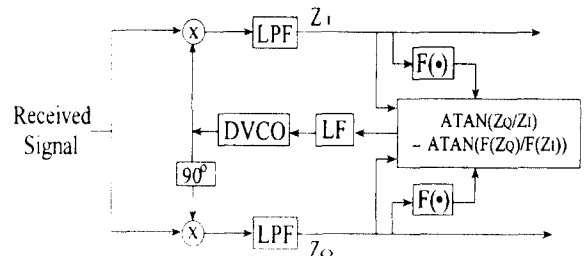 X
LPF
Z_I
F(•)
Received
Signal
DVCO
LF
ATAN(Z_Q/Z_I)
- ATAN(F(Z_Q)/F(Z_I))
90°
F(•)
X
LPF
Z_Q